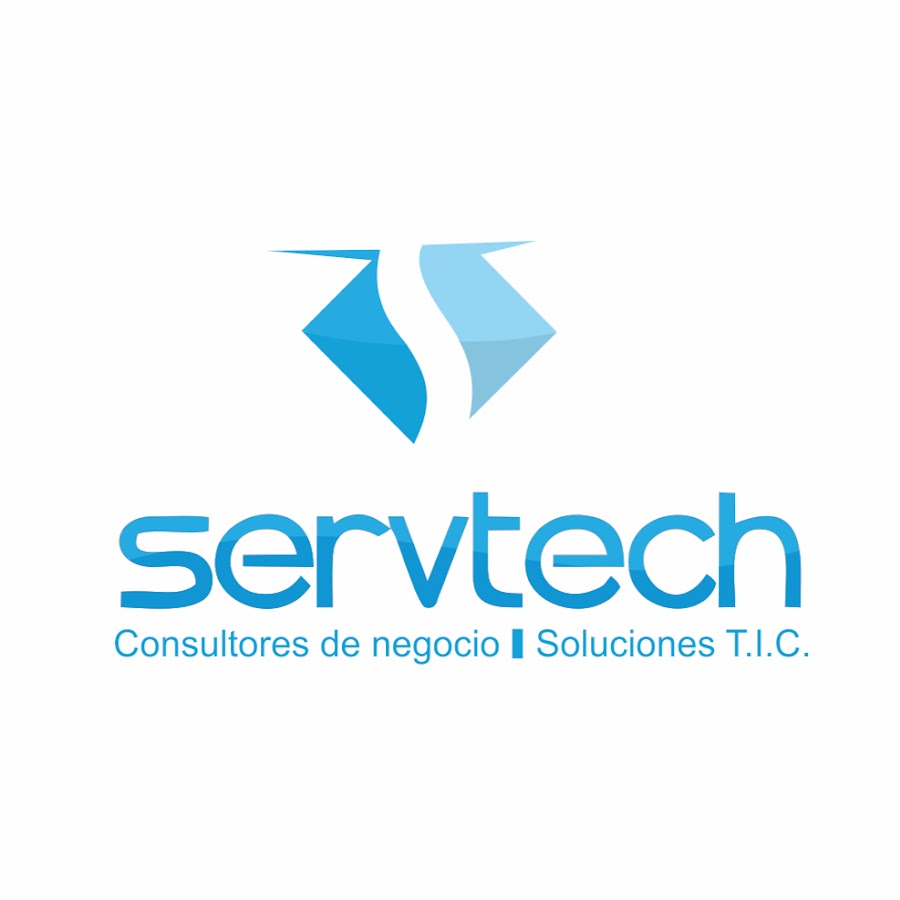 servtech
Consultores de negocio | Soluciones T.I.C.